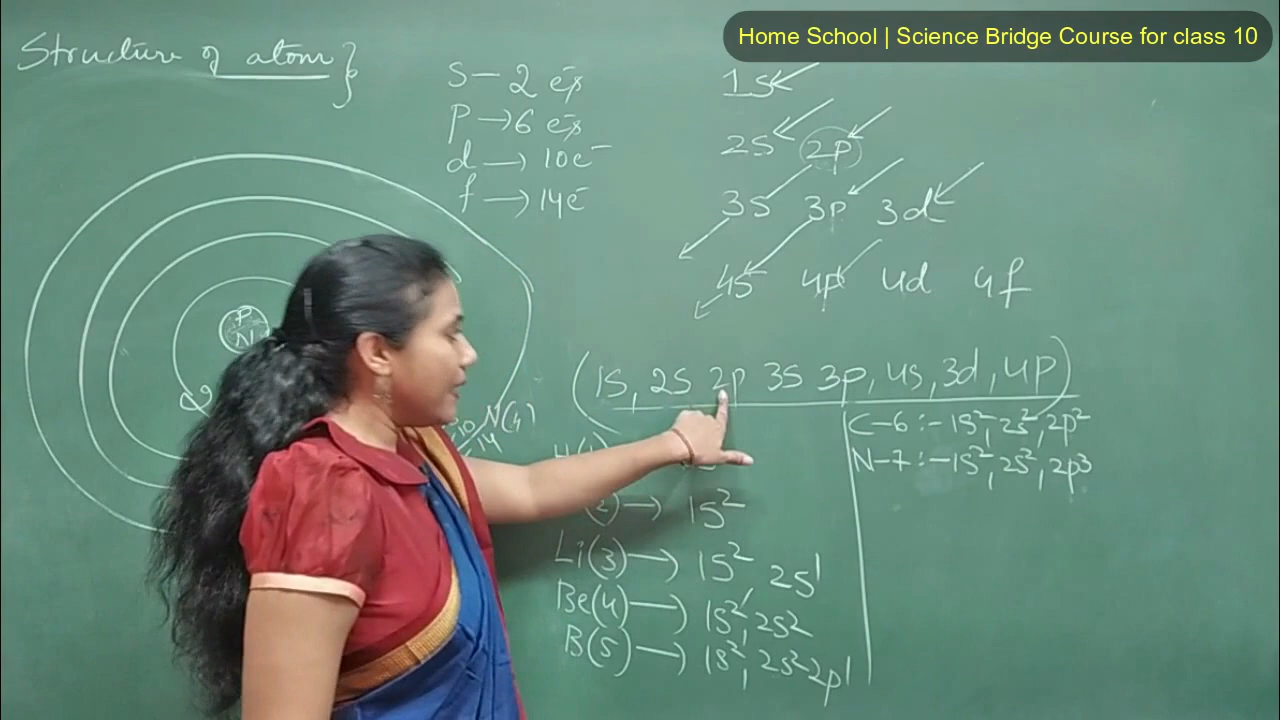 Home School | Science Bridge Course for class 10
Structure of atom }
S — 2 es
P → 6 es
d → 10e⁻
f → 14e⁻
1s
2s 2p
3s 3p 3d
4s 4p 4d 4f
P
N
N(4)
10
14
(1s, 2s 2p 3s 3p, 4s, 3d, 4p)
C-6 :- 1s², 2s², 2p²
N-7 :- 1s², 2s², 2p³
(2) → 1s²
Li(3) → 1s² 2s¹
Be(4) → 1s², 2s²
B(5) → 1s², 2s² 2p¹